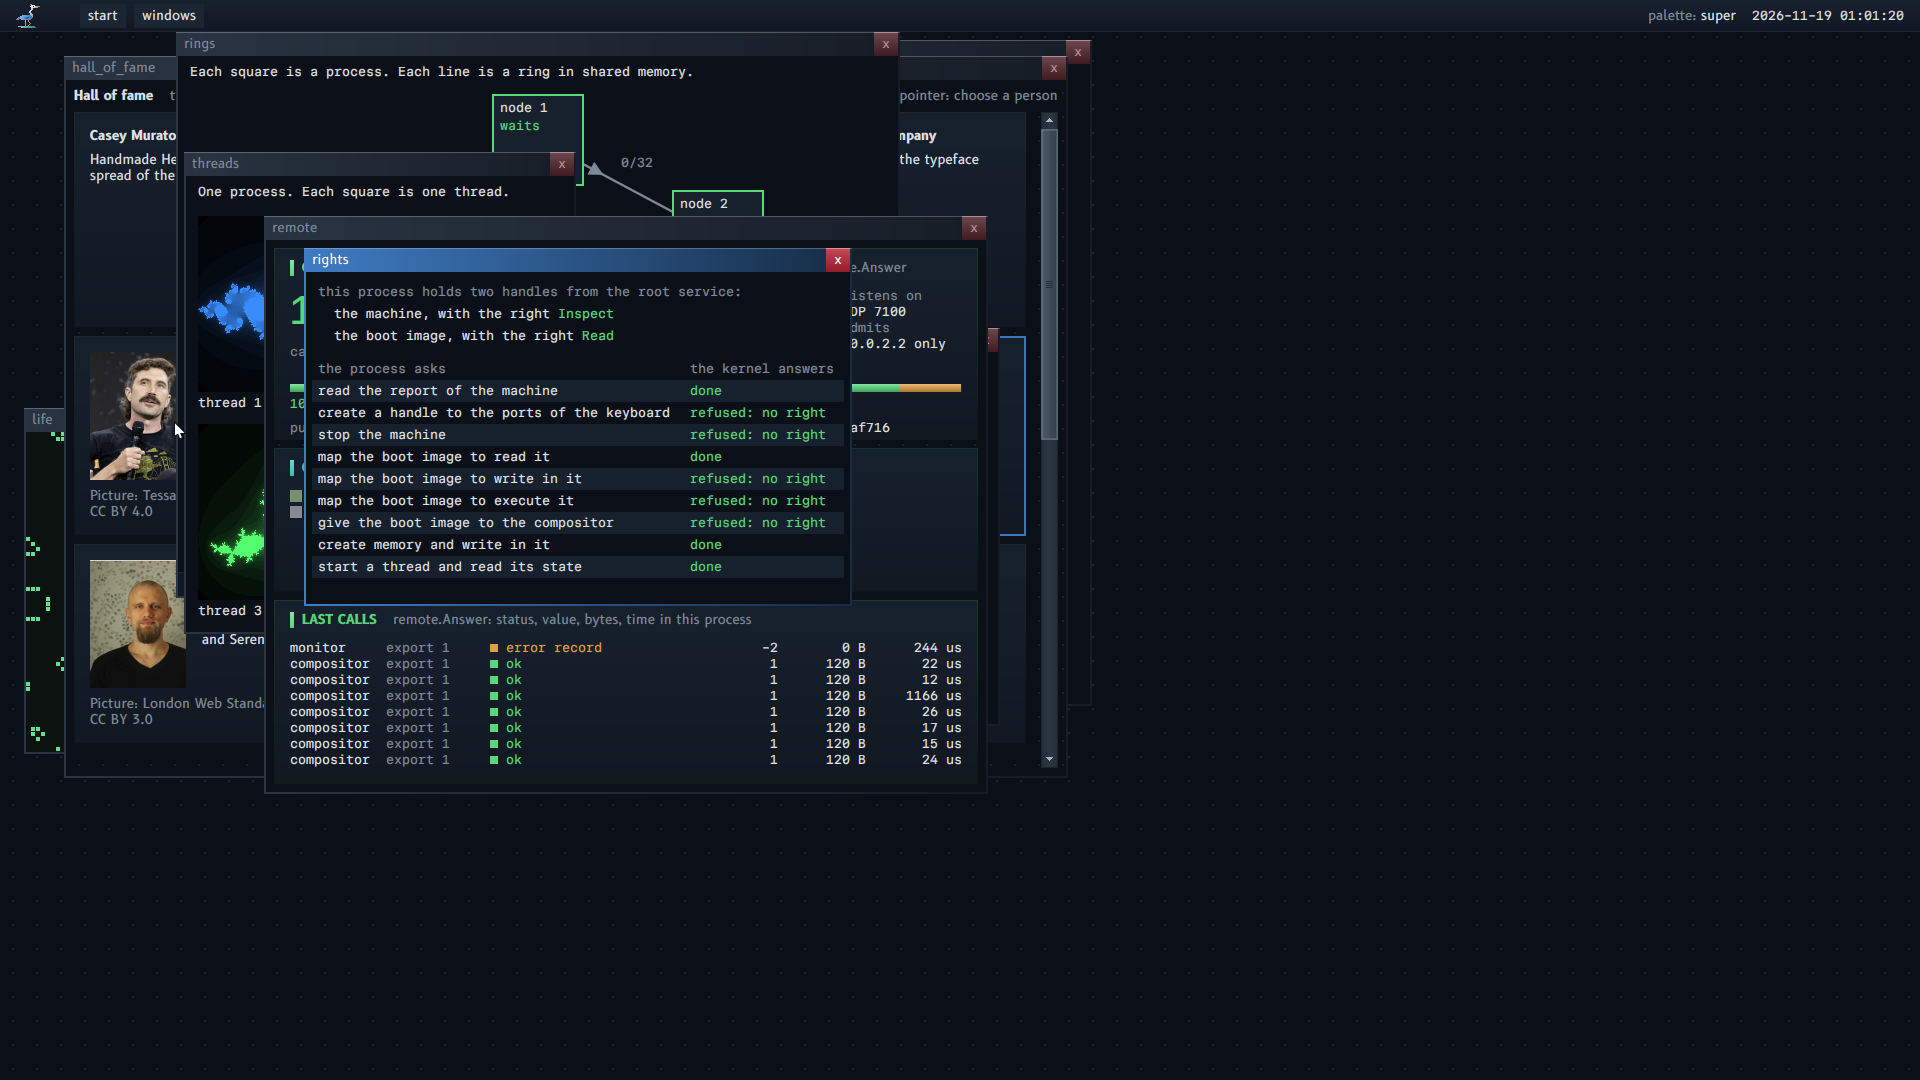 start
windows
palette: super
2026-11-19 01:01:20
rings
x
x
hall_of_fame
x
Each square is a process. Each line is a ring in shared memory.
Hall of fame
pointer: choose a person
node 1
waits
Casey
mpany
Handmade
the typeface
spread of the
threads
x
0/32
One process. Each square is one thread.
node 2
remote
x
rights
x
remote.Answer
this process holds two handles from the root service:
the machine, with the right Inspect
the boot image, with the right Read
listens on
UDP 7100
admits
10.0.2.2 only
the process asks
the kernel answers
read the report of the machine
done
create a handle to the ports of the keyboard
refused: no right
stop the machine
refused: no right
map the boot image to read it
done
map the boot image to write in it
refused: no right
map the boot image to execute it
refused: no right
give the boot image to the compositor
refused: no right
create memory and write in it
done
start a thread and read its state
done
af716
thread 1
life
Picture: Tessa
CC BY 4.0
thread 3
and Seren
Picture: London Web Standa
CC BY 3.0
LAST CALLS
remote.Answer: status, value, bytes, time in this process
monitor export 1 error record -2 0 B 244 us
compositor export 1 ok 1 120 B 22 us
compositor export 1 ok 1 120 B 12 us
compositor export 1 ok 1 120 B 1166 us
compositor export 1 ok 1 120 B 26 us
compositor export 1 ok 1 120 B 17 us
compositor export 1 ok 1 120 B 15 us
compositor export 1 ok 1 120 B 24 us